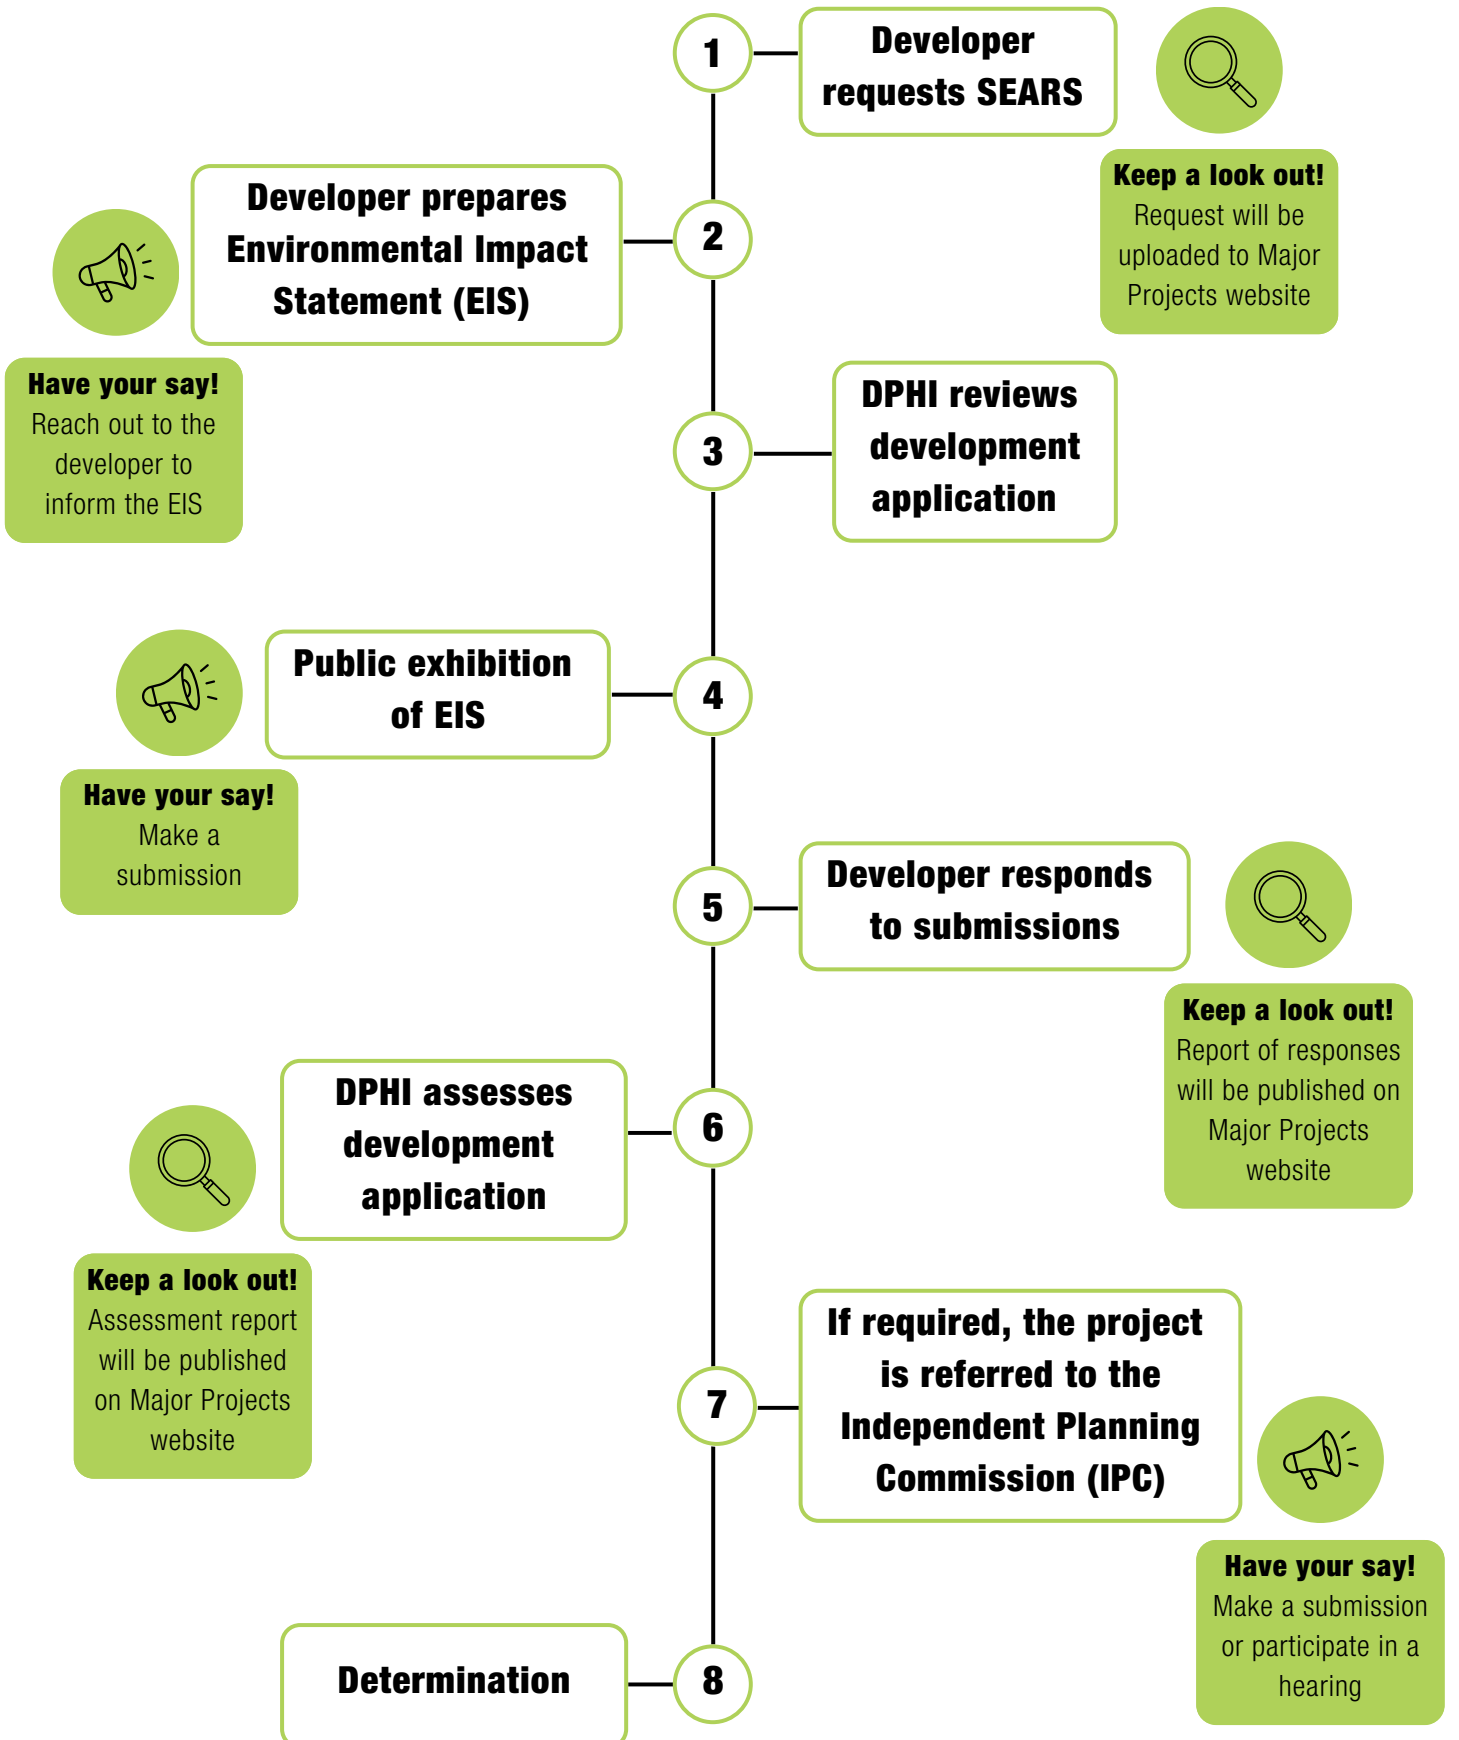 1
Developer
requests SEARS
Keep a look out!
Request will be
uploaded to Major
Projects website
2
Developer prepares
Environmental Impact
Statement (EIS)
Have your say!
Reach out to the
developer to
inform the EIS
3
DPHI reviews
development
application
4
Public exhibition
of EIS
Have your say!
Make a
submission
5
Developer responds
to submissions
Keep a look out!
Report of responses
will be published on
Major Projects
website
6
DPHI assesses
development
application
Keep a look out!
Assessment report
will be published
on Major Projects
website
7
If required, the project
is referred to the
Independent Planning
Commission (IPC)
Have your say!
Make a submission
or participate in a
hearing
8
Determination